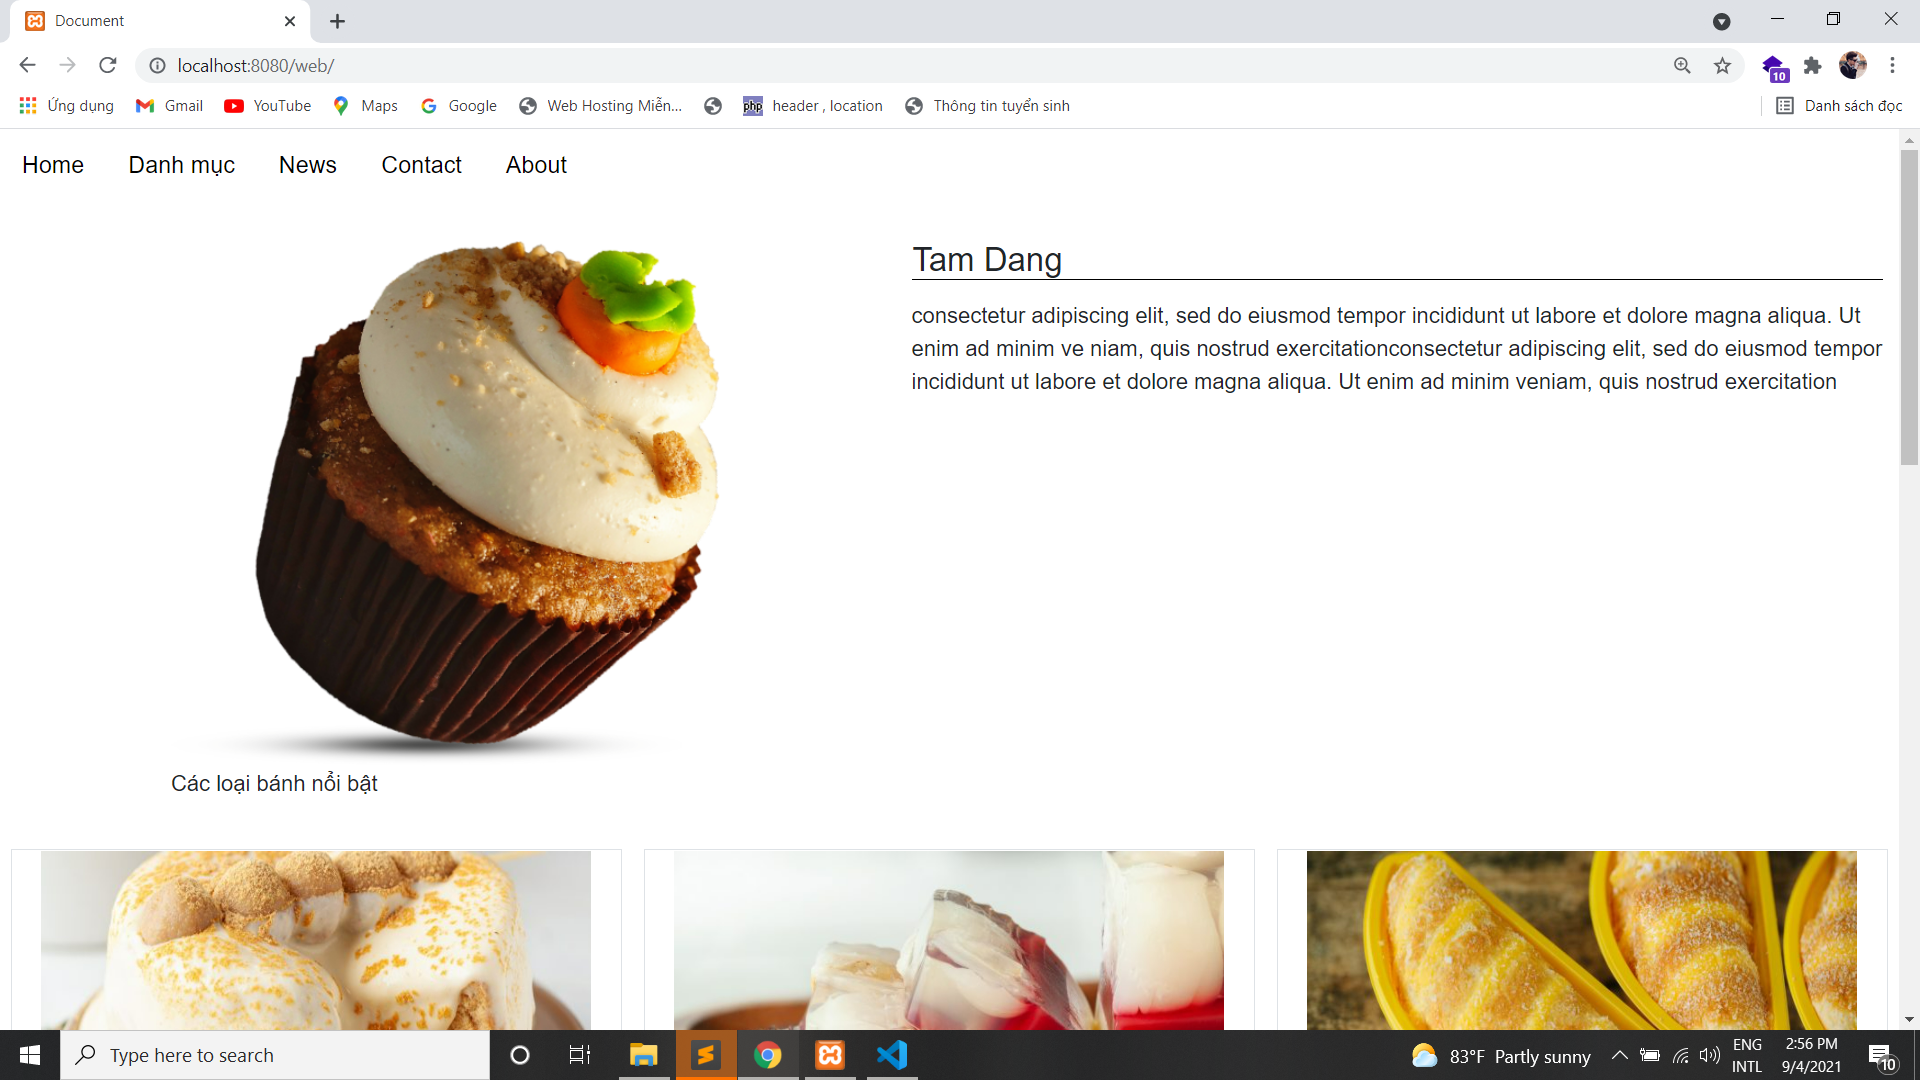 Document
localhost:8080/web/
10
Ứng dụng Gmail YouTube Maps Google Web Hosting Miễn... php header , location Thông tin tuyển sinh Danh sách đọc
Home Danh mục News Contact About
Tam Dang
consectetur adipiscing elit, sed do eiusmod tempor incididunt ut labore et dolore magna aliqua. Ut
enim ad minim ve niam, quis nostrud exercitationconsectetur adipiscing elit, sed do eiusmod tempor
incididunt ut labore et dolore magna aliqua. Ut enim ad minim veniam, quis nostrud exercitation
Các loại bánh nổi bật
Type here to search
83°F Partly sunny
ENG
INTL
2:56 PM
9/4/2021
10